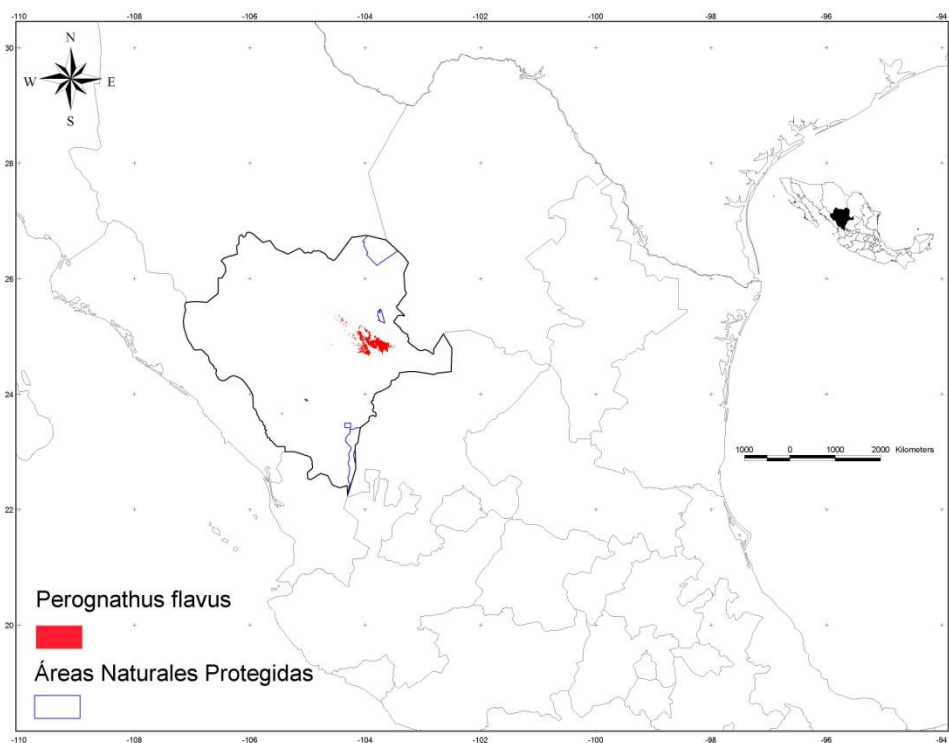 -110 -108 -106 -104 -102 -100 -98 -96 -94
30
N
W E
S
28
26
24
1000 0 1000 2000 Kilometers
22
Perognathus flavus
20
Áreas Naturales Protegidas
-110 -108 -106 -104 -102 -100 -98 -96 -94